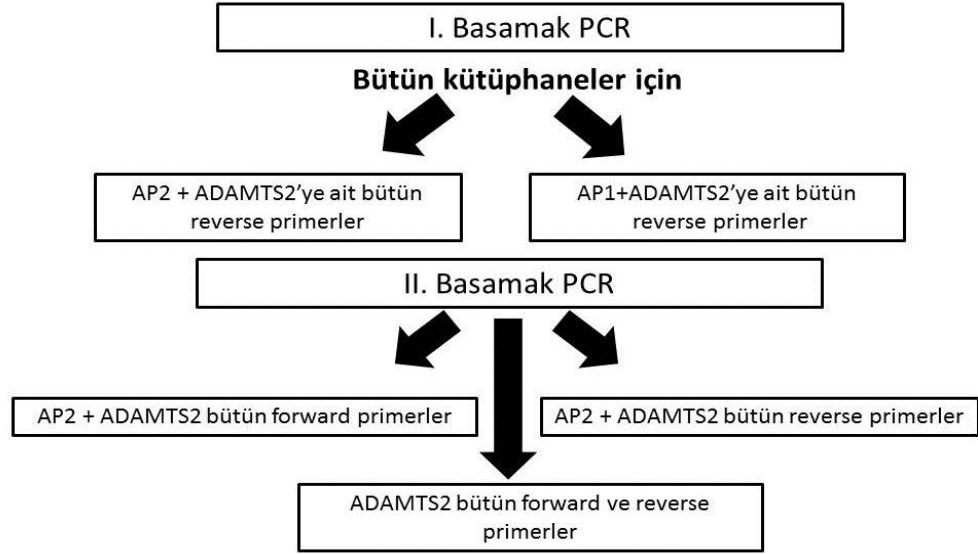 I. Basamak PCR
Bütün kütüphaneler için
AP2 + ADAMTS2'ye ait bütün
reverse primerler
AP1+ADAMTS2'ye ait bütün
reverse primerler
II. Basamak PCR
AP2 + ADAMTS2 bütün forward primerler
AP2 + ADAMTS2 bütün reverse primerler
ADAMTS2 bütün forward ve reverse
primerler